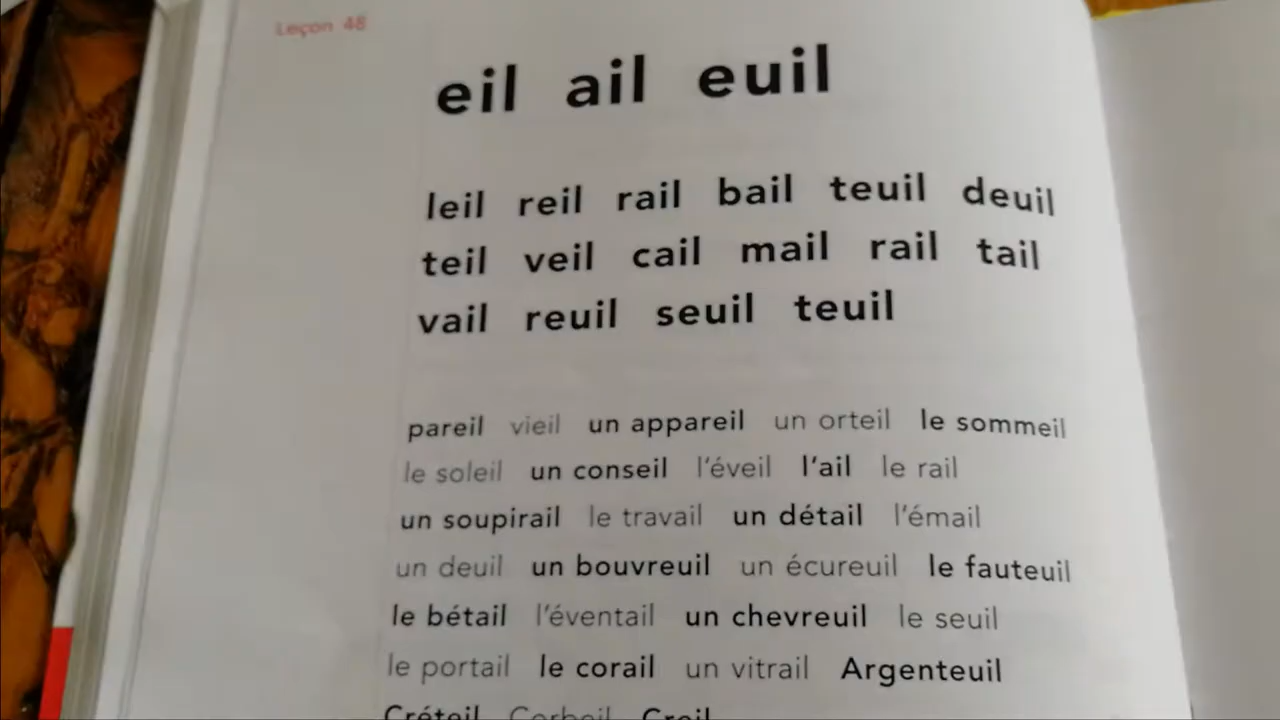 Leçon 48
eil ail euil
leil reil rail bail teuil deuil
teil veil cail mail rail tail
vail reuil seuil teuil
pareil vieil un appareil un orteil le sommeil
le soleil un conseil l'éveil l'ail le rail
un soupirail le travail un détail l'émail
un deuil un bouvreuil un écureuil le fauteuil
le bétail l'éventail un chevreuil le seuil
le portail le corail un vitrail Argenteuil
Créteil Corbeil Creil